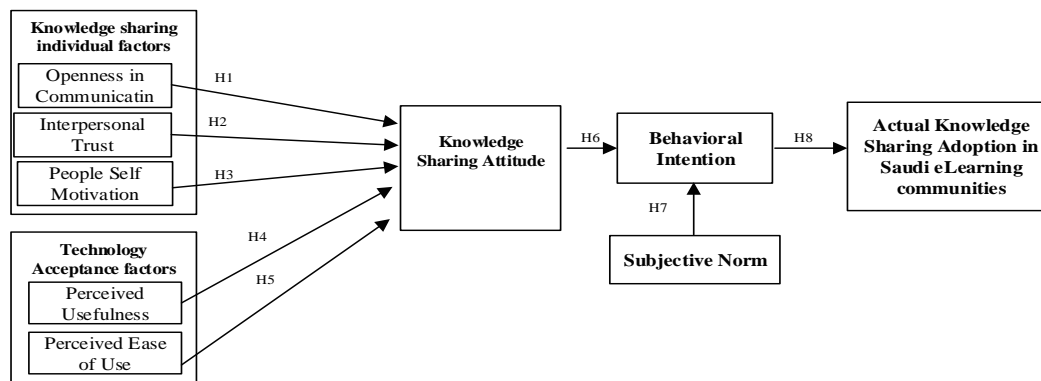 Knowledge sharing
individual factors
Openness in
Communicatin
Interpersonal
Trust
People Self
Motivation
H1
H2
H3
Technology
Acceptance factors
Perceived
Usefulness
Perceived Ease
of Use
H4
H5
Knowledge
Sharing Attitude
H6
Behavioral
Intention
H7
Subjective Norm
H8
Actual Knowledge
Sharing Adoption in
Saudi eLearning
communities